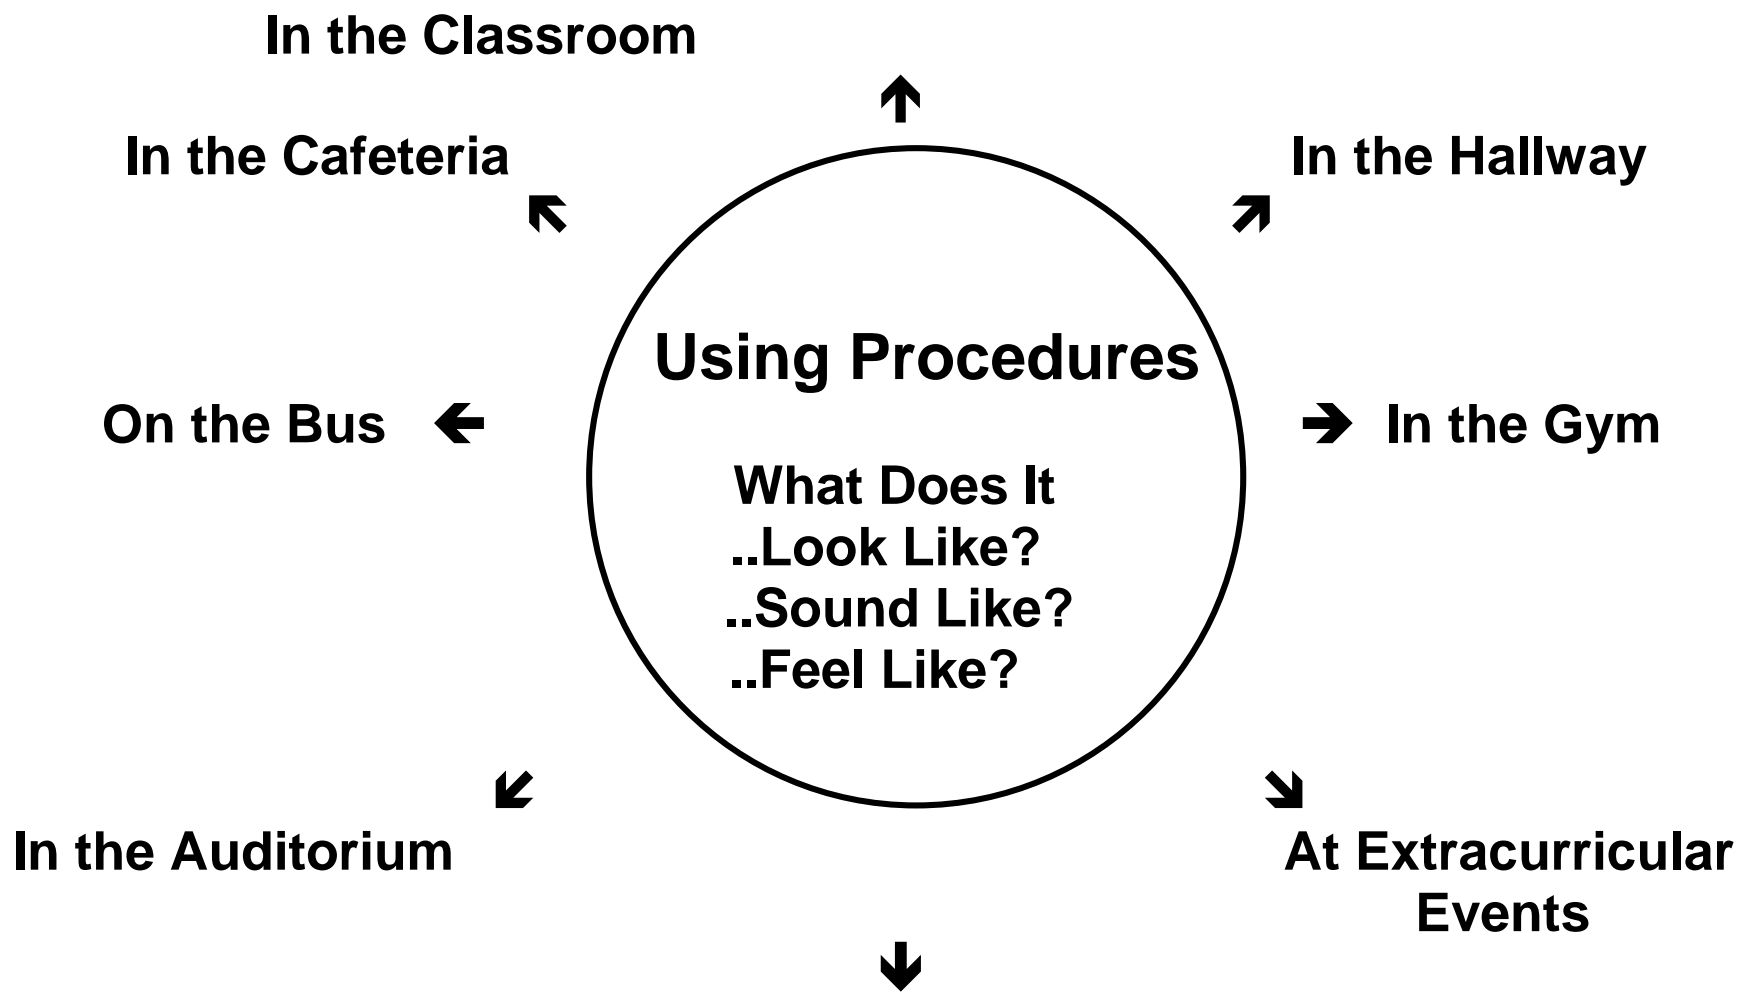 In the Classroom
In the Cafeteria
In the Hallway
Using Procedures
On the Bus
In the Gym
What Does It
..Look Like?
..Sound Like?
..Feel Like?
In the Auditorium
At Extracurricular
Events